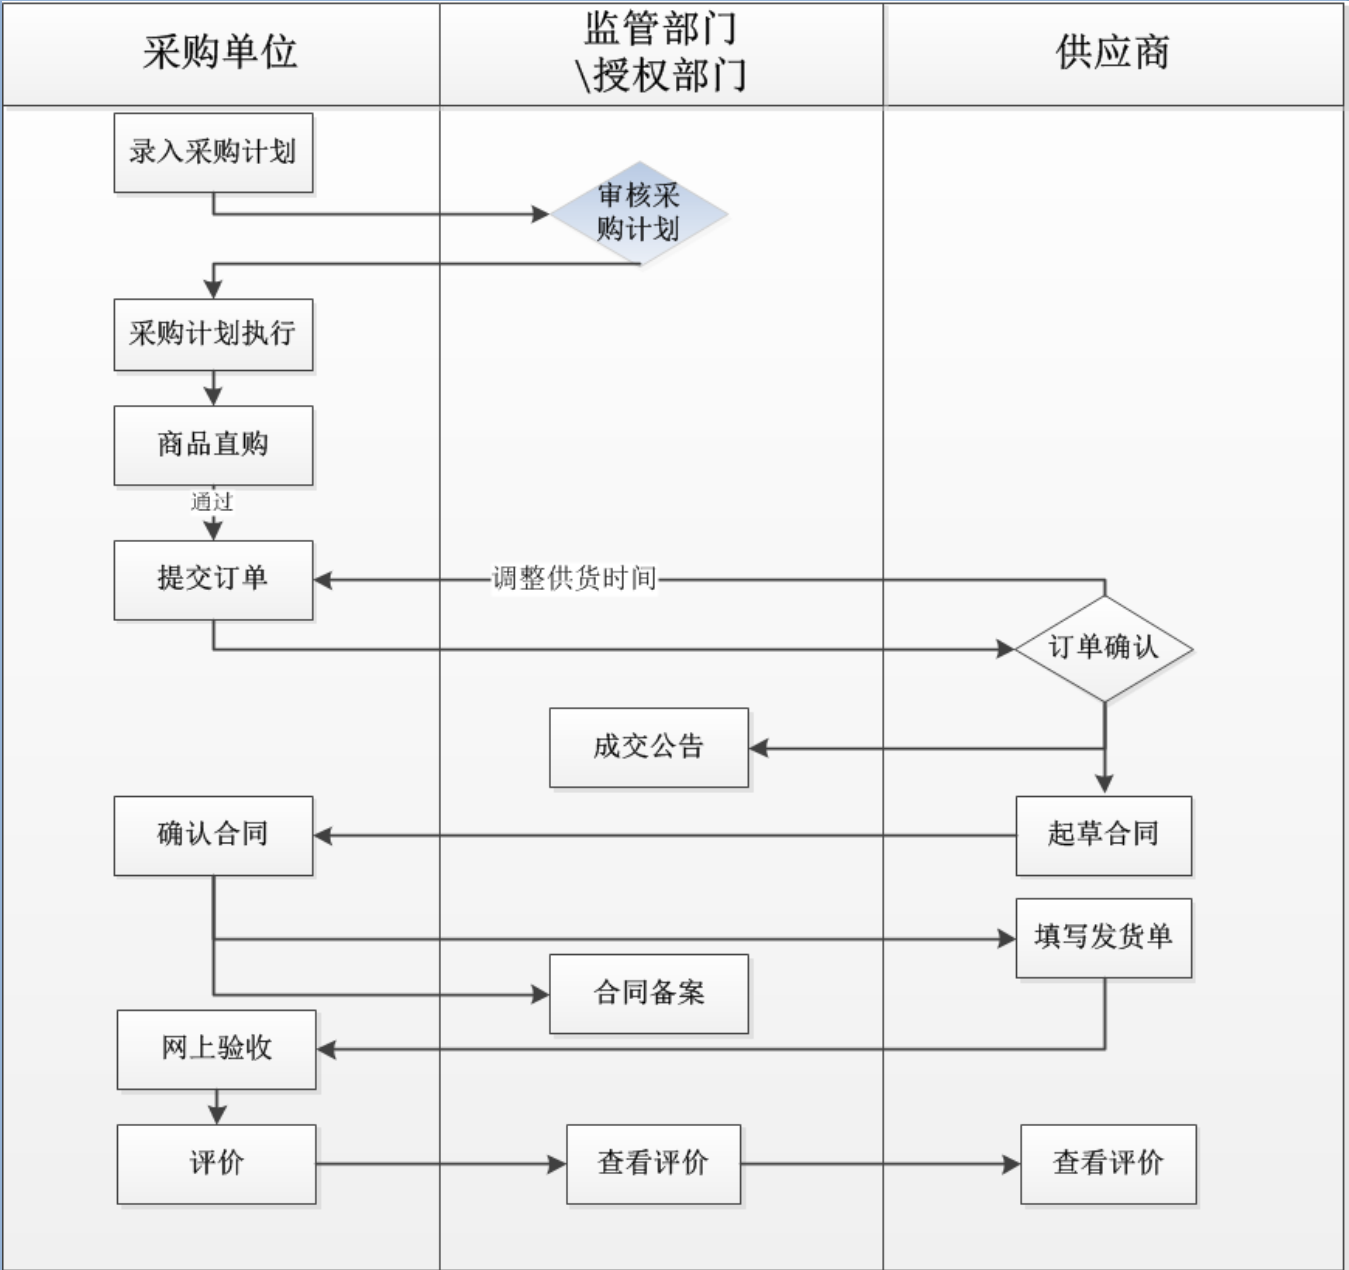 采购单位
监管部门
\授权部门
供应商
录入采购计划
审核采
购计划
采购计划执行
商品直购
通过
提交订单
调整供货时间
订单确认
成交公告
确认合同
起草合同
填写发货单
合同备案
网上验收
评价
查看评价
查看评价